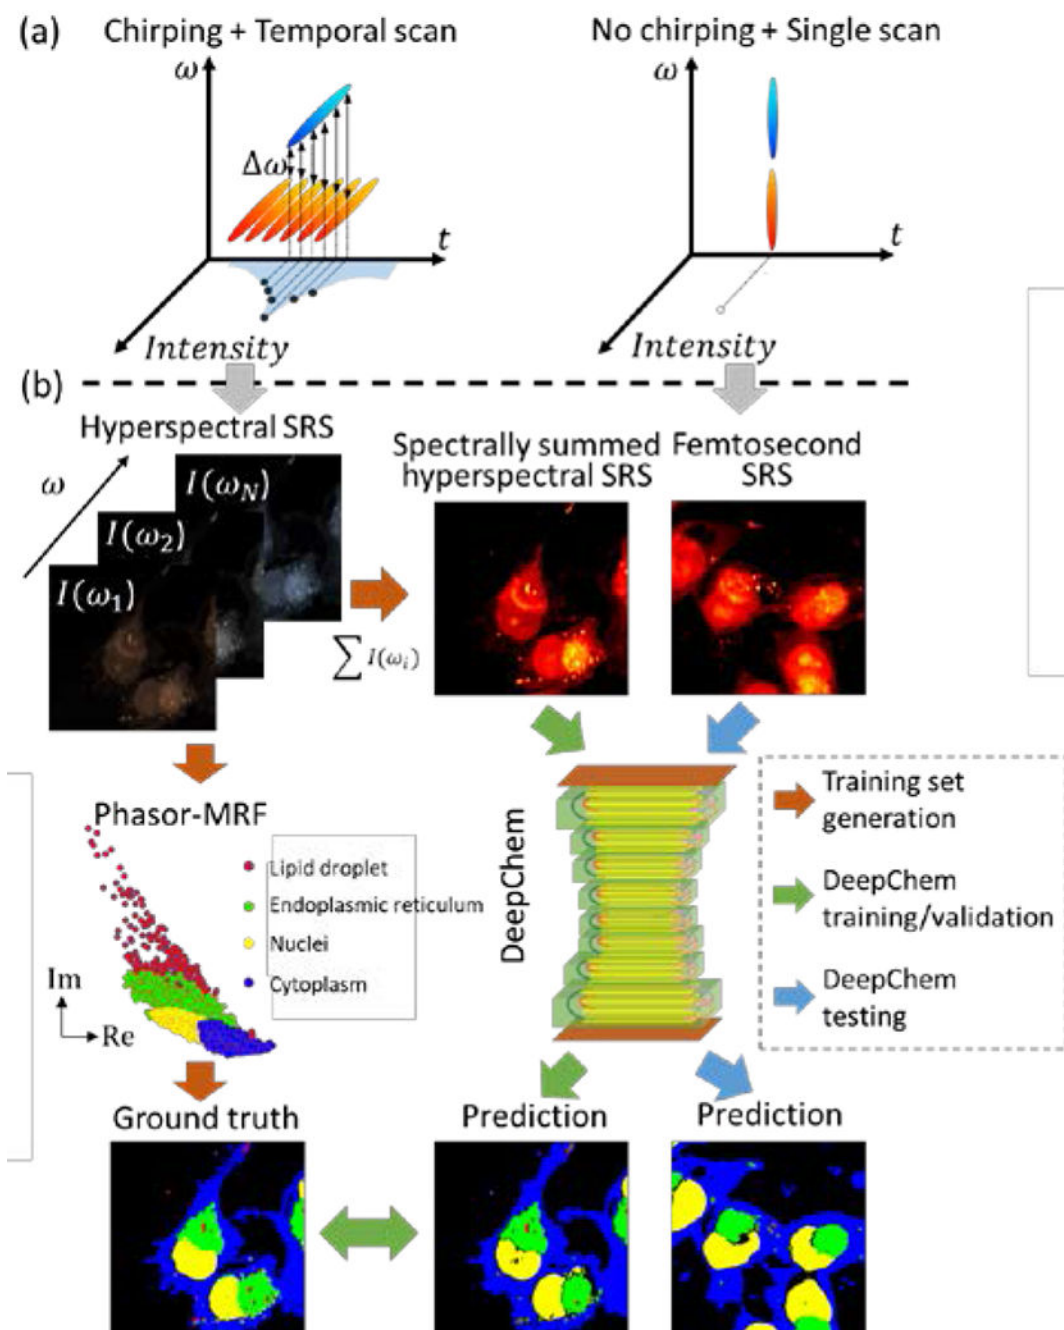 (a)
Chirping + Temporal scan
No chirping + Single scan
ω
ω
Δω
t
t
Intensity
Intensity
(b)
Hyperspectral SRS
Spectrally summed
hyperspectral SRS
Femtosecond
SRS
ω
I(ω_N)
I(ω_2)
I(ω_1)
∑ I(ω_i)
Phasor-MRF
Lipid droplet
Endoplasmic reticulum
Nuclei
Cytoplasm
Im
Re
DeepChem
Training set
generation
DeepChem
training/validation
DeepChem
testing
Ground truth
Prediction
Prediction